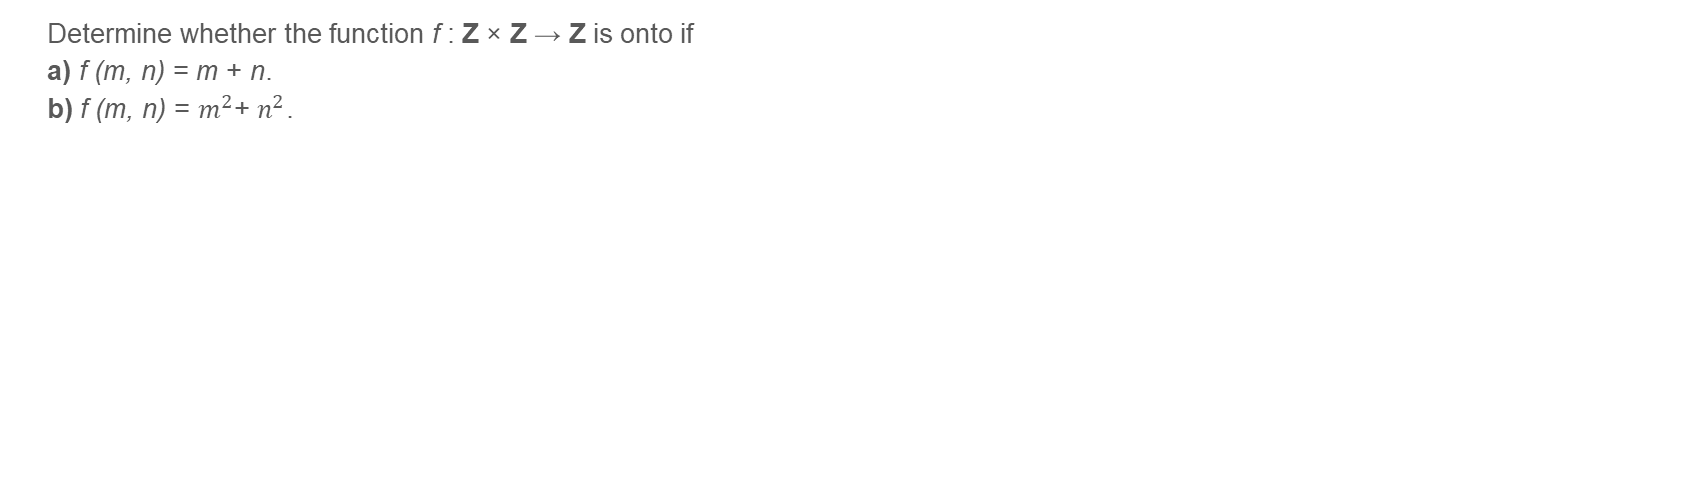 Determine whether the function f : Z × Z → Z is onto if
a) f (m, n) = m + n.
b) f (m, n) = m² + n² .